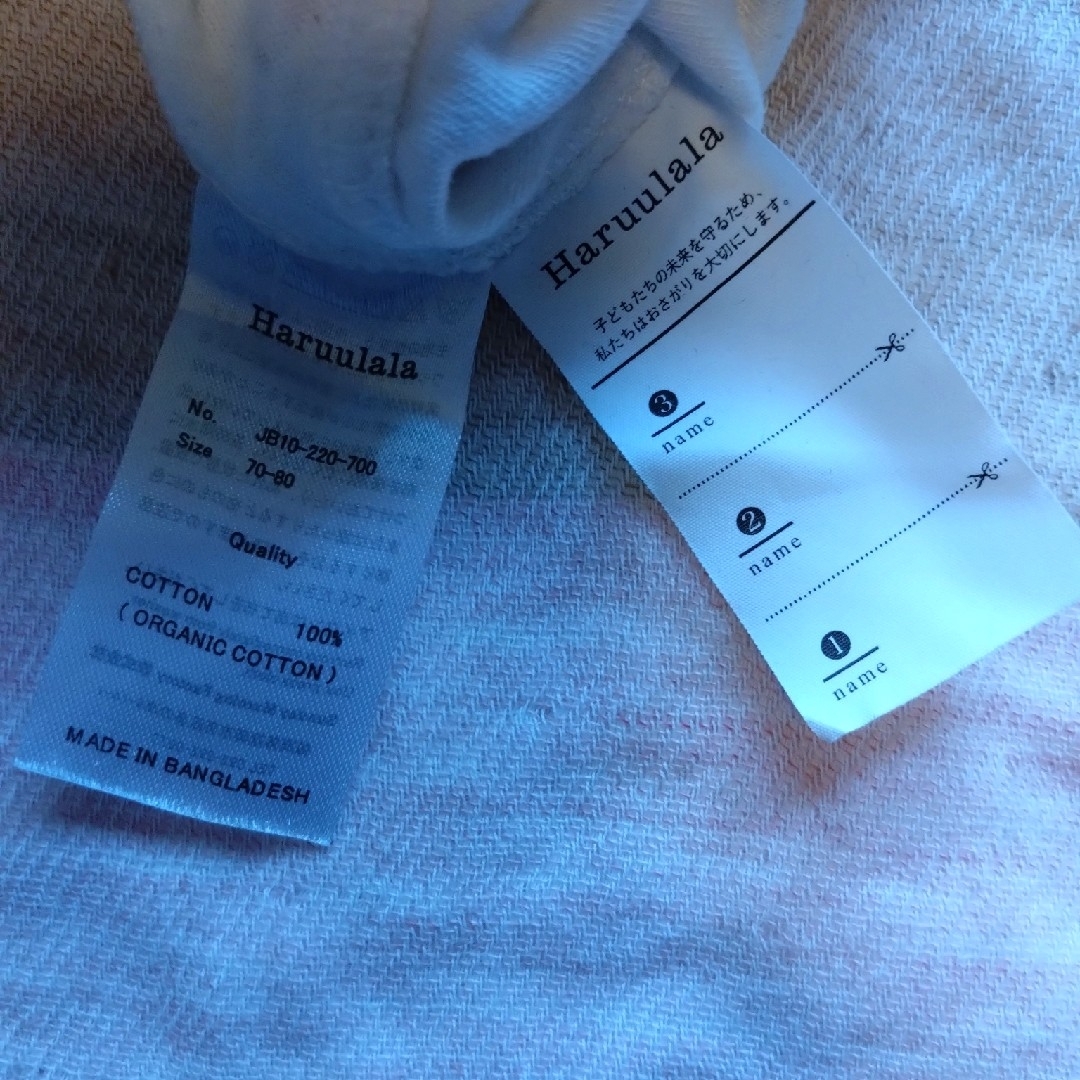 Haruulala
No. JB10-220-700
Size 70-80
Quality
COTTON 100%
( ORGANIC COTTON )
MADE IN BANGLADESH
Haruulala
子どもたちの未来を守るため、
私たちはおさがりを大切にします。
3
name
2
name
1
name